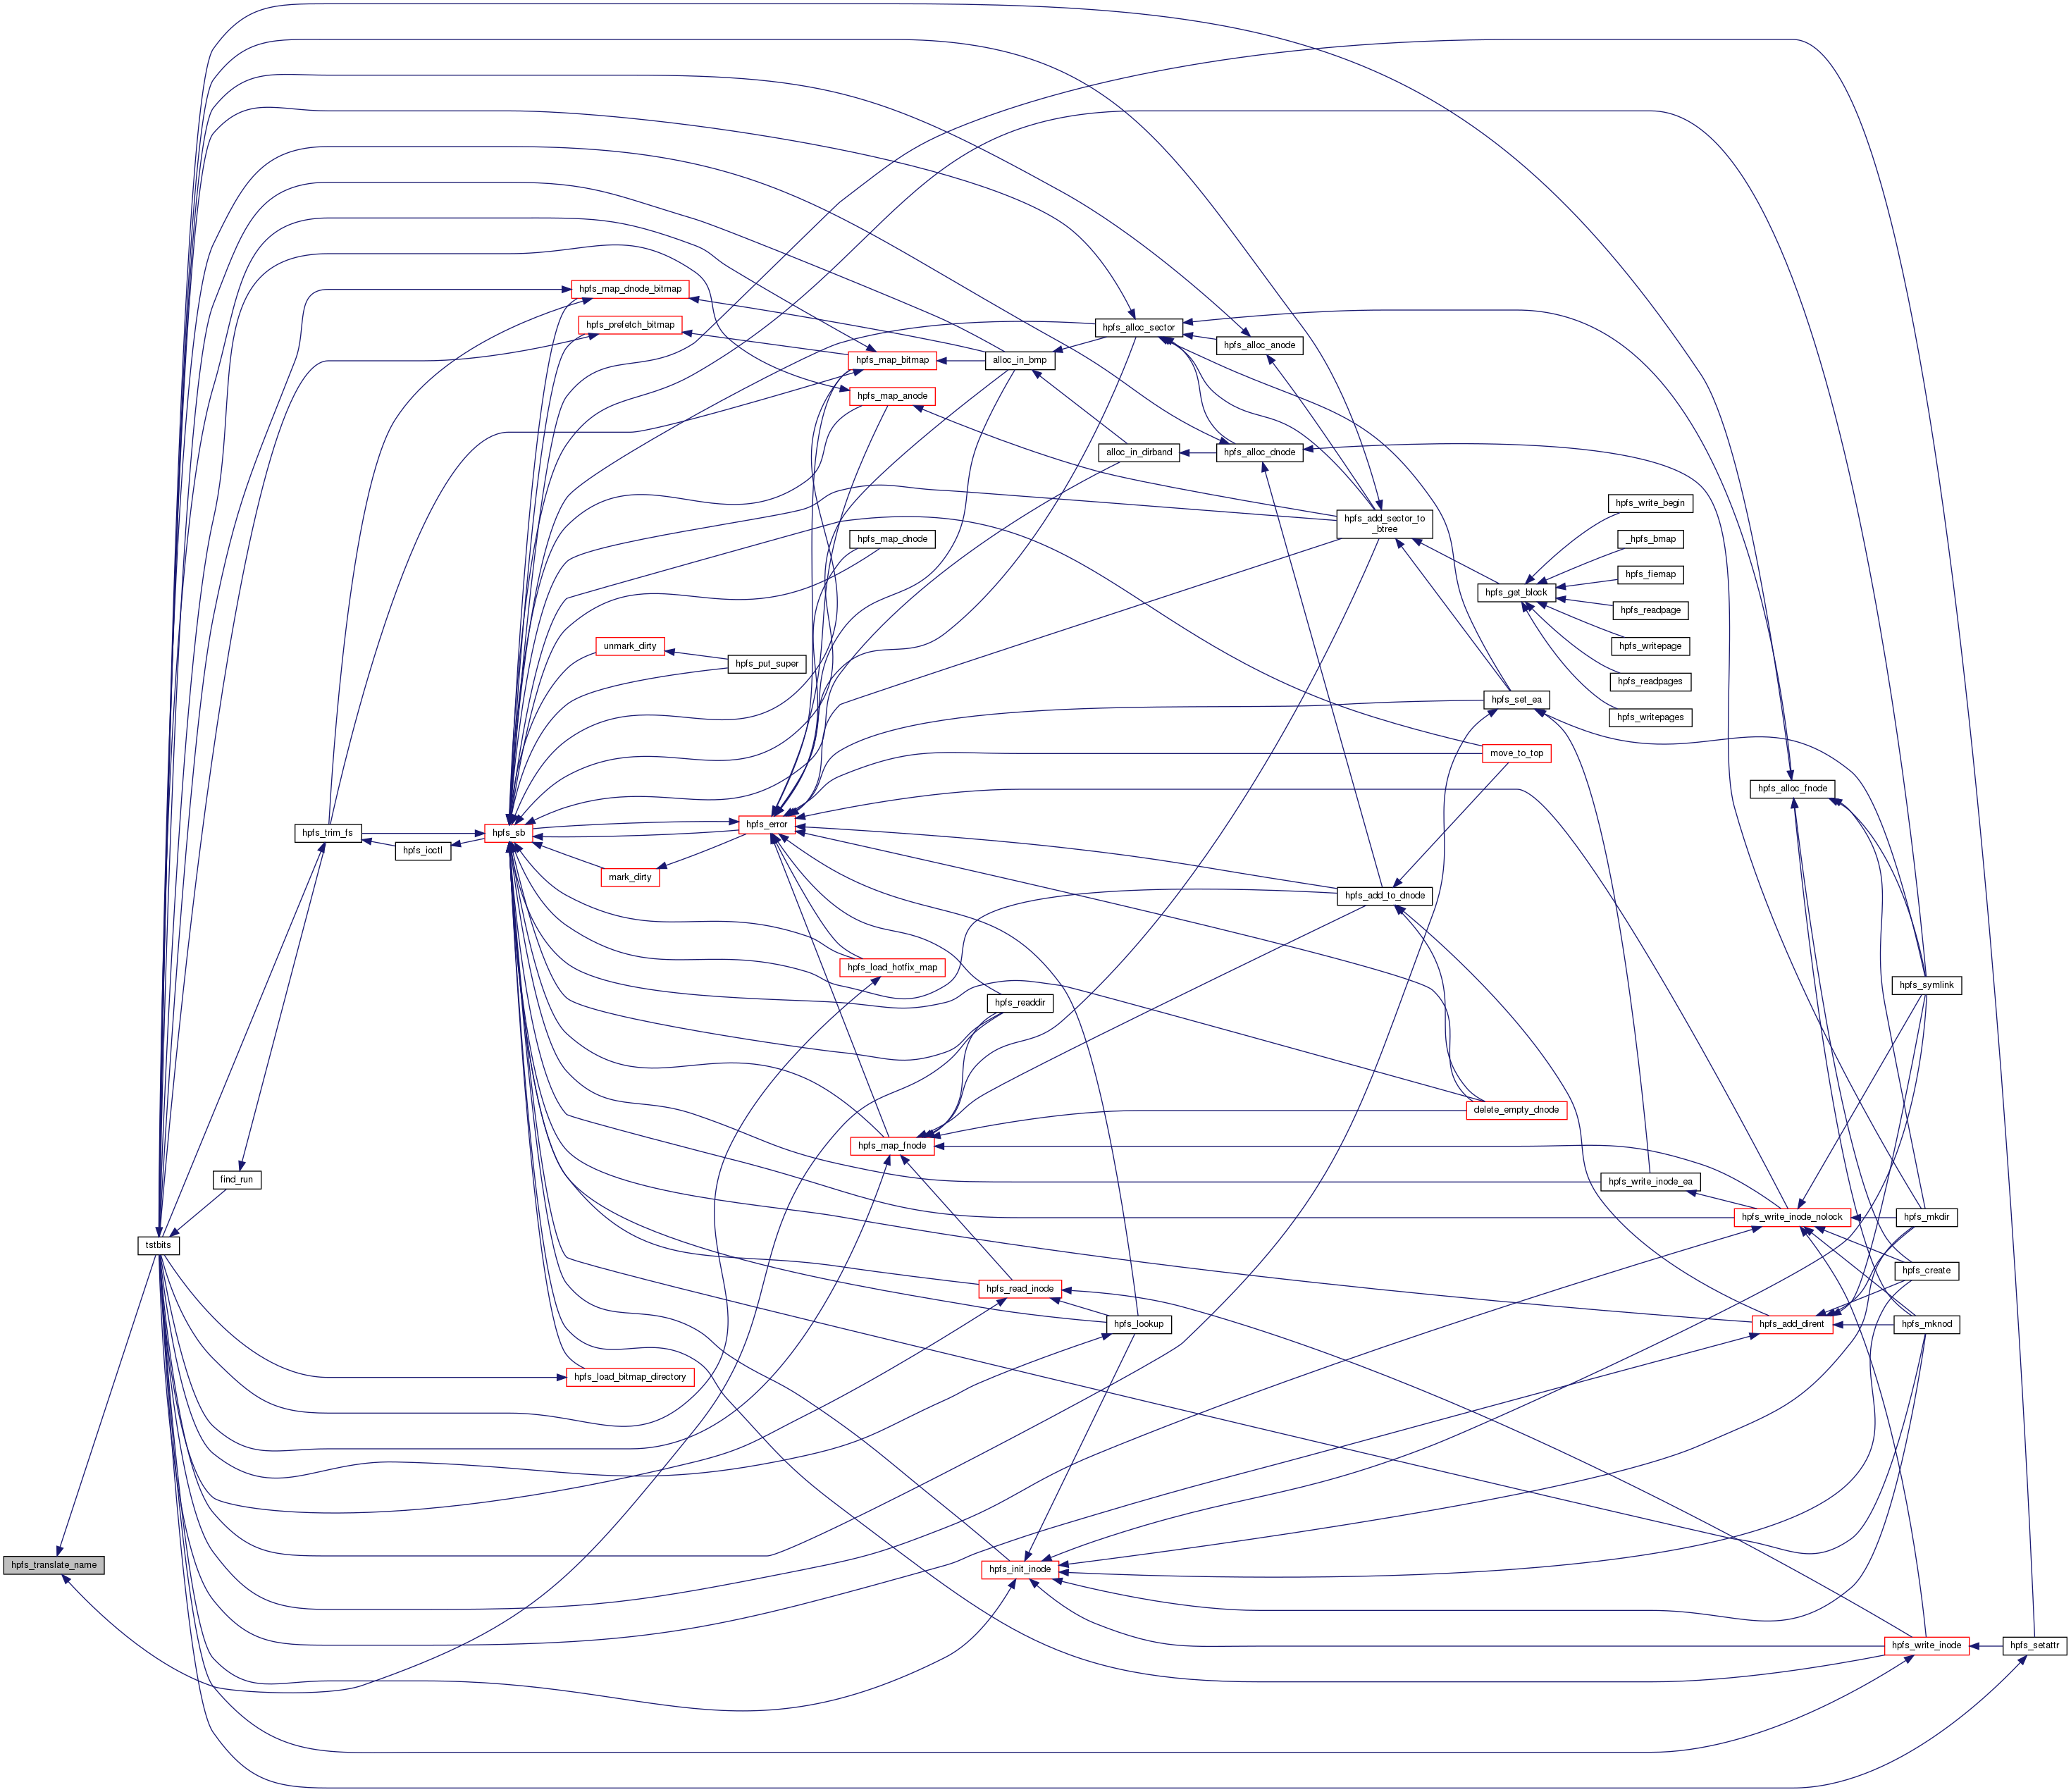 hpfs_map_dnode_bitmap
hpfs_prefetch_bitmap
hpfs_alloc_sector
hpfs_alloc_anode
alloc_in_bmp
hpfs_map_bitmap
hpfs_map_anode
alloc_in_dirband
hpfs_alloc_dnode
hpfs_write_begin
hpfs_add_sector_to
_btree
hpfs_map_dnode
_hpfs_bmap
hpfs_fiemap
hpfs_get_block
hpfs_readpage
unmark_dirty
hpfs_writepage
hpfs_put_super
hpfs_readpages
hpfs_set_ea
hpfs_writepages
move_to_top
hpfs_alloc_fnode
hpfs_error
hpfs_trim_fs
hpfs_sb
hpfs_ioctl
mark_dirty
hpfs_add_to_dnode
hpfs_load_hotfix_map
hpfs_symlink
hpfs_readdir
delete_empty_dnode
hpfs_map_fnode
find_run
hpfs_write_inode_ea
hpfs_write_inode_nolock
hpfs_mkdir
tstbits
hpfs_create
hpfs_read_inode
hpfs_lookup
hpfs_add_dirent
hpfs_mknod
hpfs_load_bitmap_directory
hpfs_translate_name
hpfs_init_inode
hpfs_write_inode
hpfs_setattr